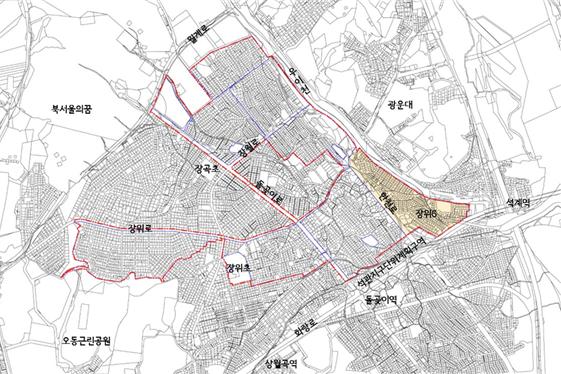 월계로
우이천
북서울의꿈
광운대
장월로
장곡초
돌곶이로
한천로
석계역
장위6
장위로
장위초
석관지구단위계획구역
돌곶이역
화랑로
오동근린공원
상월곡역